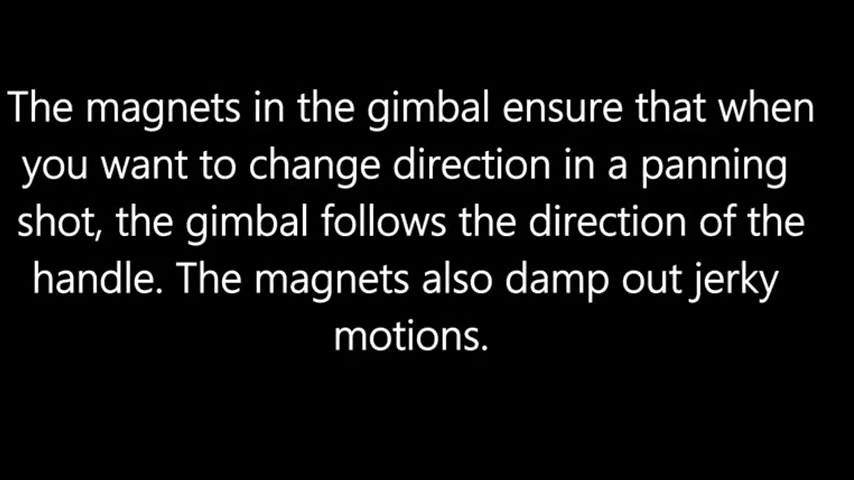 The magnets in the gimbal ensure that when
you want to change direction in a panning
shot, the gimbal follows the direction of the
handle. The magnets also damp out jerky
motions.